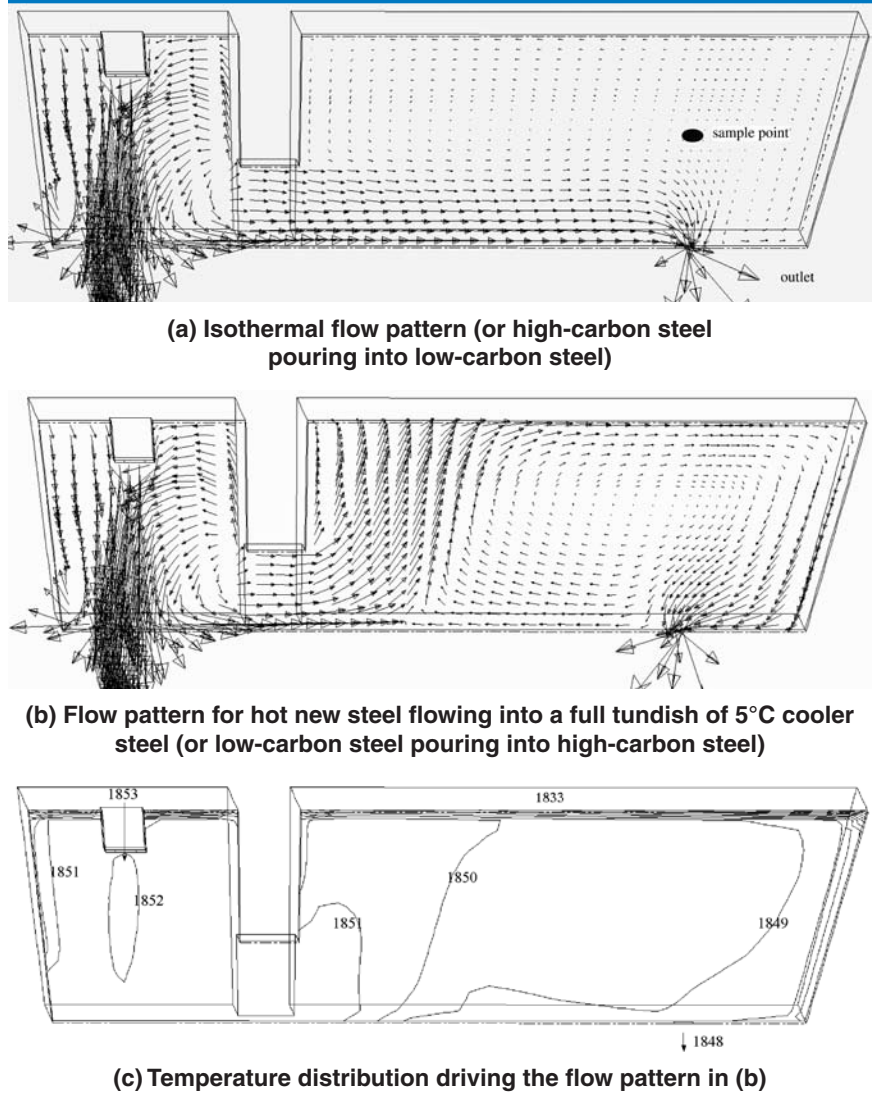 sample point
outlet
(a) Isothermal flow pattern (or high-carbon steel
pouring into low-carbon steel)
(b) Flow pattern for hot new steel flowing into a full tundish of 5°C cooler
steel (or low-carbon steel pouring into high-carbon steel)
1853
1833
1851
1852
1850
1851
1849
1848
(c) Temperature distribution driving the flow pattern in (b)